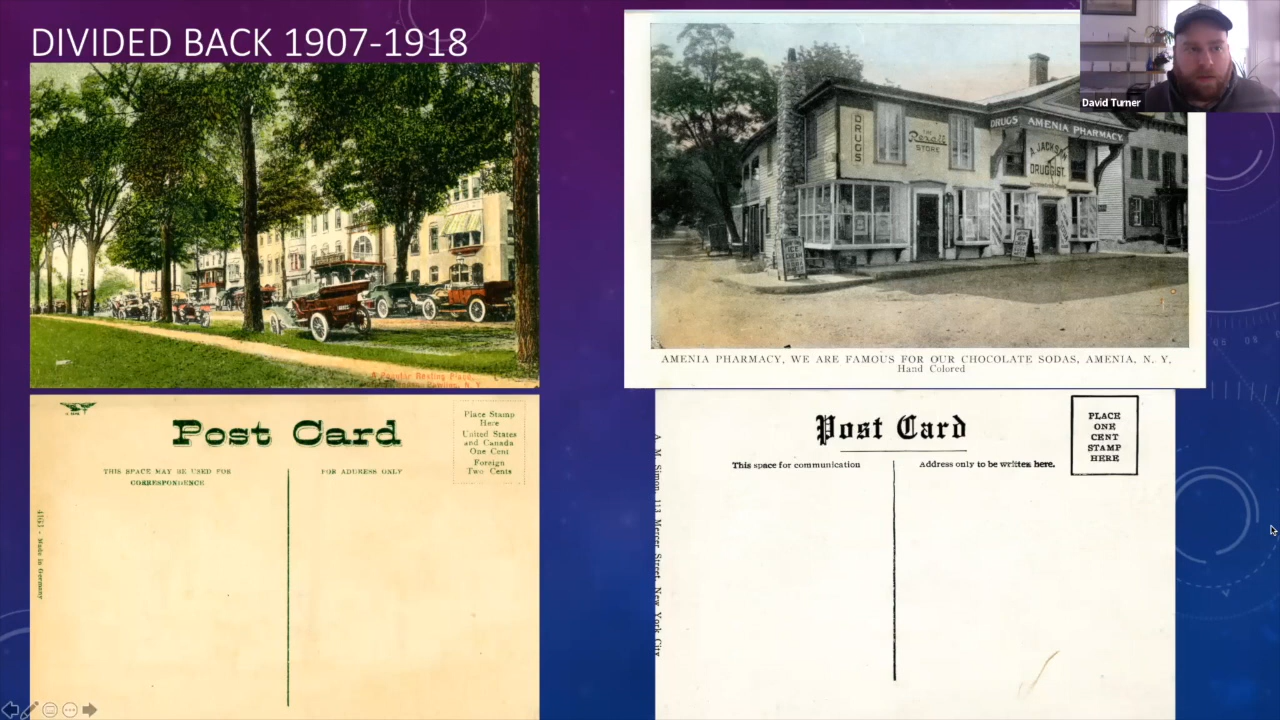 DIVIDED BACK 1907-1918
David Turner
DRUGS
THE
Rexall
STORE
DRUGS AMENIA PHARMACY.
A. JACKSON
DRUGGIST.
ICE
CREAM
Resting Place,
N. Y.
AMENIA PHARMACY, WE ARE FAMOUS FOR OUR CHOCOLATE SODAS, AMENIA, N. Y.
Hand Colored
Post Card
Place Stamp
Here
United States
and Canada
One Cent
Foreign
Two Cents
THIS SPACE MAY BE USED FOR
CORRESPONDENCE
FOR ADDRESS ONLY
Made in Germany
Post Card
PLACE
ONE
CENT
STAMP
HERE
This space for communication
Address only to be written here.
A. M. Simon, 113 Mercer Street, New York City